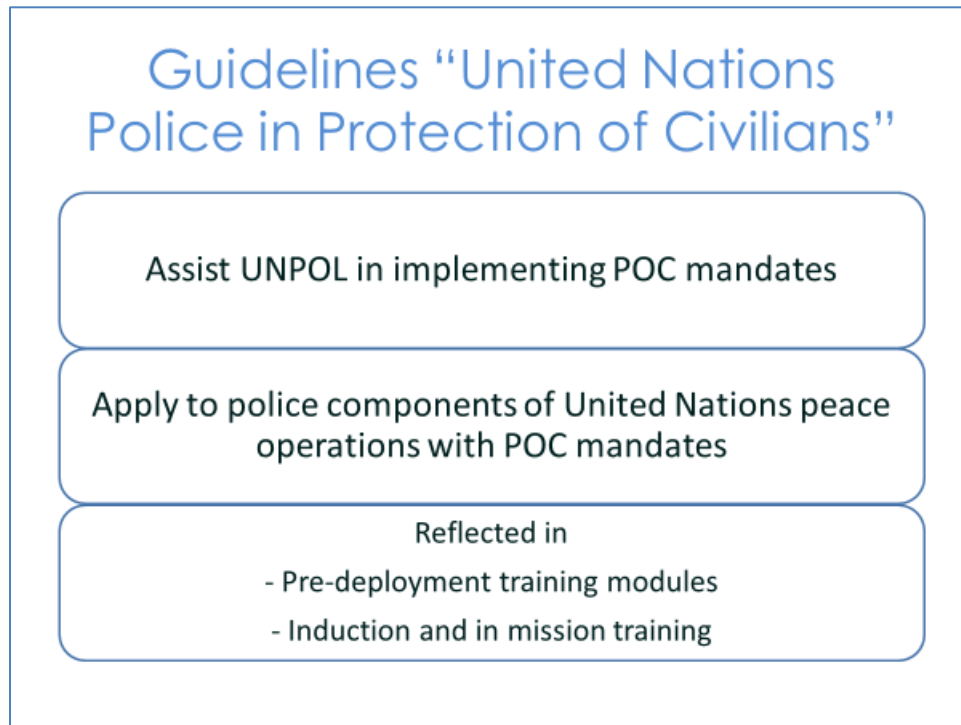 Guidelines “United Nations
Police in Protection of Civilians”
Assist UNPOL in implementing POC mandates
Apply to police components of United Nations peace
operations with POC mandates
Reflected in
- Pre-deployment training modules
- Induction and in mission training